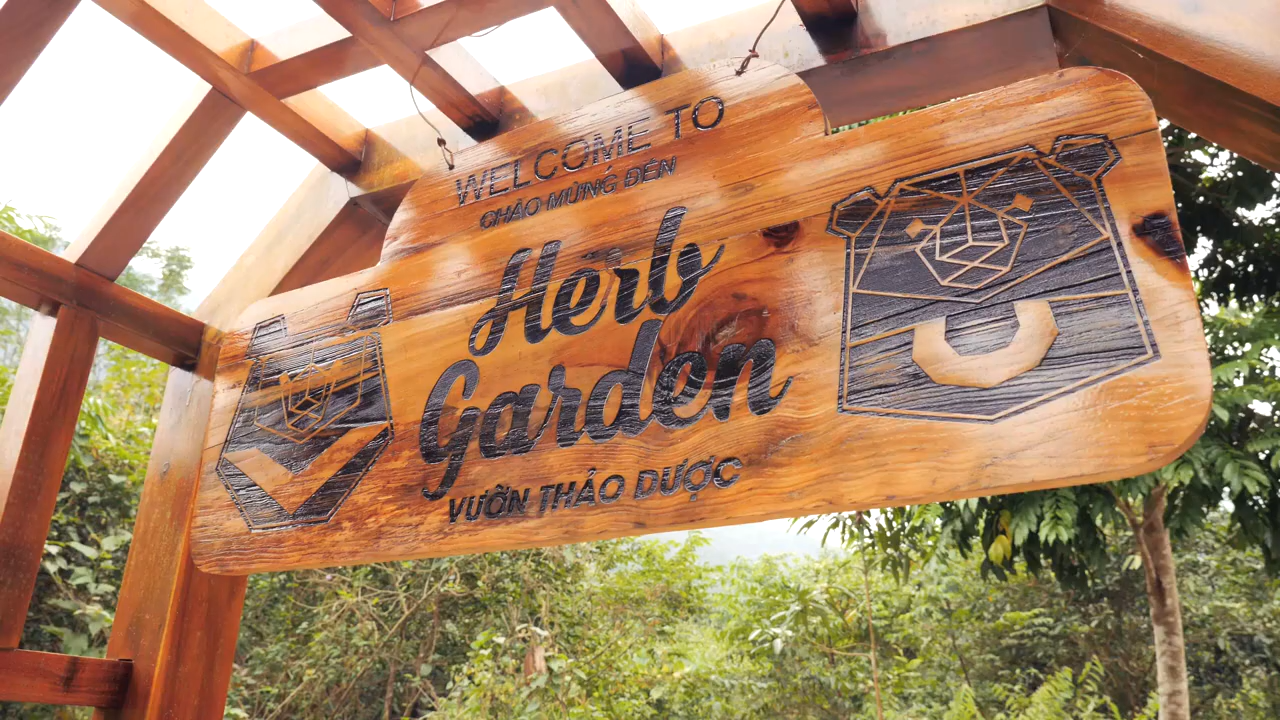 WELCOME TO
CHÀO MỪNG ĐẾN
Herb
Garden
VƯỜN THẢO DƯỢC